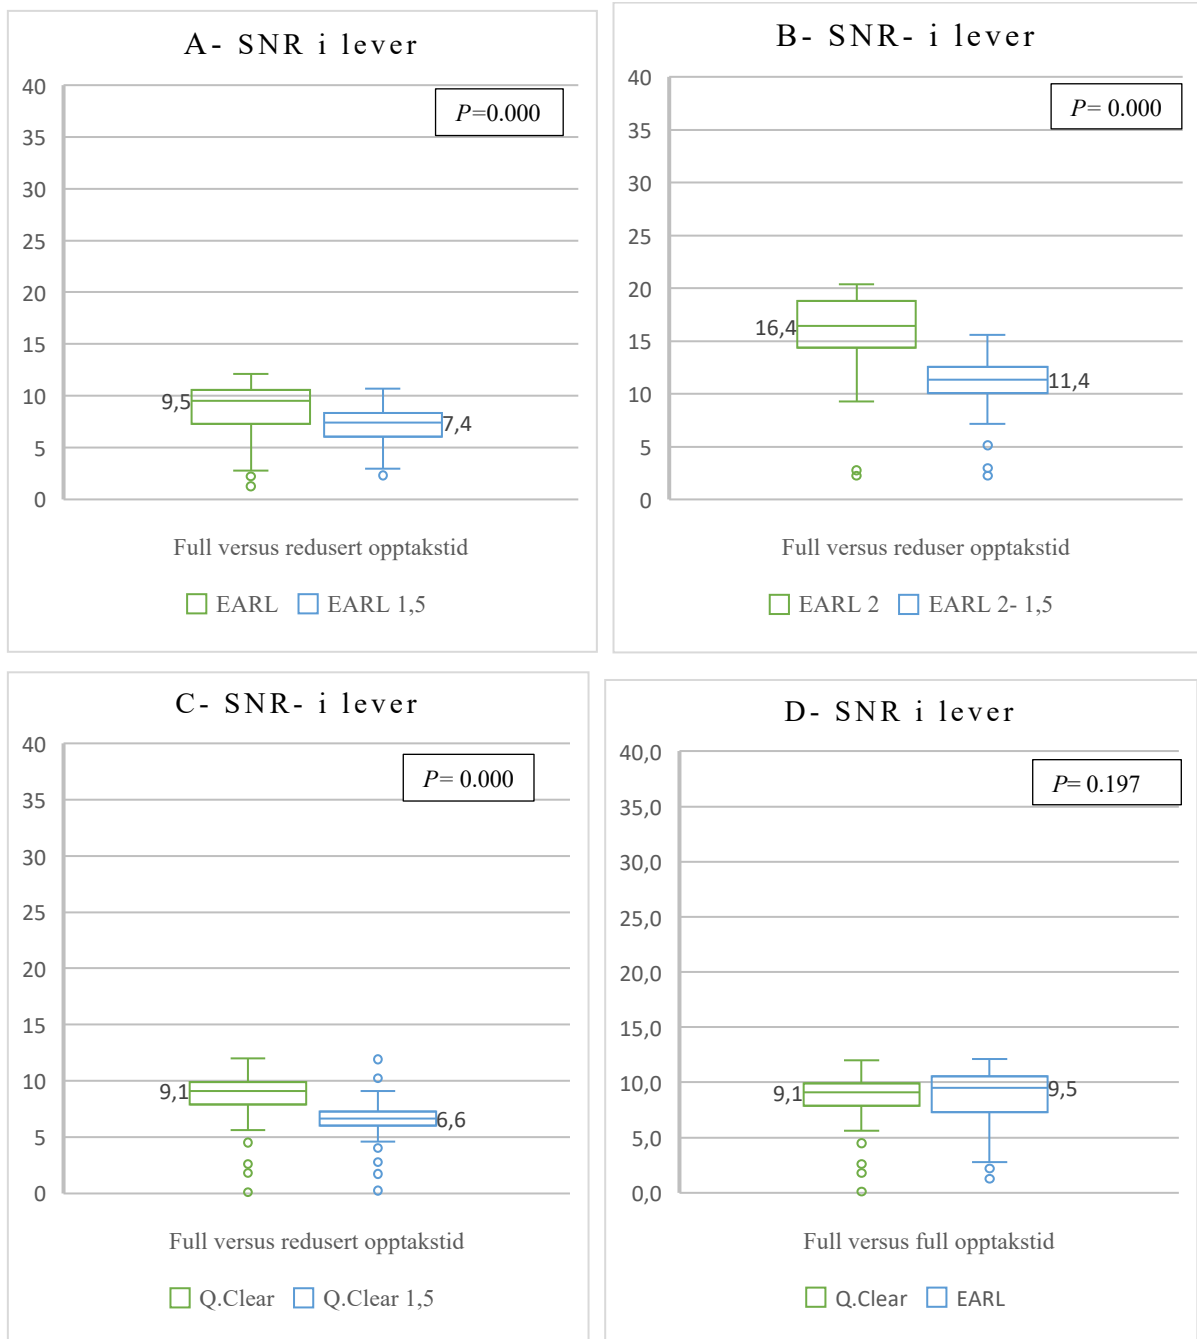 A- SNR i lever
P=0.000
40
35
30
25
20
15
10
5
0
9,5
7,4
Full versus redusert opptakstid
EARL EARL 1,5
B- SNR- i lever
P= 0.000
40
35
30
25
20
15
10
5
0
16,4
11,4
Full versus reduser opptakstid
EARL 2 EARL 2- 1,5
C- SNR- i lever
P= 0.000
40
35
30
25
20
15
10
5
0
9,1
6,6
Full versus redusert opptakstid
Q.Clear Q.Clear 1,5
D- SNR i lever
P= 0.197
40,0
35,0
30,0
25,0
20,0
15,0
10,0
5,0
0,0
9,1
9,5
Full versus full opptakstid
Q.Clear EARL